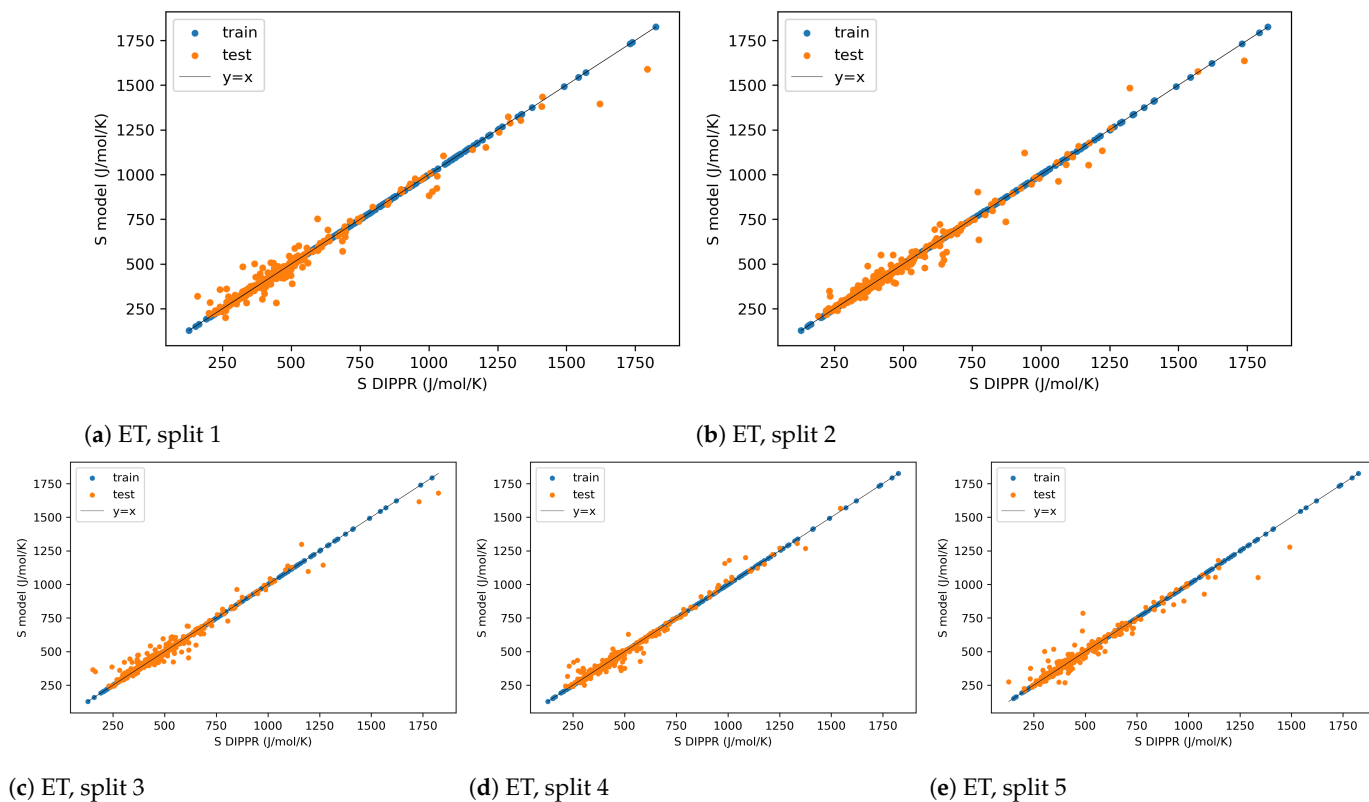 train
test
y=x
S model (J/mol/K)
1750
1500
1250
1000
750
500
250
250 500 750 1000 1250 1500 1750
S DIPPR (J/mol/K)
(a) ET, split 1
train
test
y=x
S model (J/mol/K)
1750
1500
1250
1000
750
500
250
250 500 750 1000 1250 1500 1750
S DIPPR (J/mol/K)
(b) ET, split 2
train
test
y=x
S model (J/mol/K)
1750
1500
1250
1000
750
500
250
250 500 750 1000 1250 1500 1750
S DIPPR (J/mol/K)
(c) ET, split 3
train
test
y=x
S model (J/mol/K)
1750
1500
1250
1000
750
500
250
250 500 750 1000 1250 1500 1750
S DIPPR (J/mol/K)
(d) ET, split 4
train
test
y=x
S model (J/mol/K)
1750
1500
1250
1000
750
500
250
250 500 750 1000 1250 1500 1750
S DIPPR (J/mol/K)
(e) ET, split 5